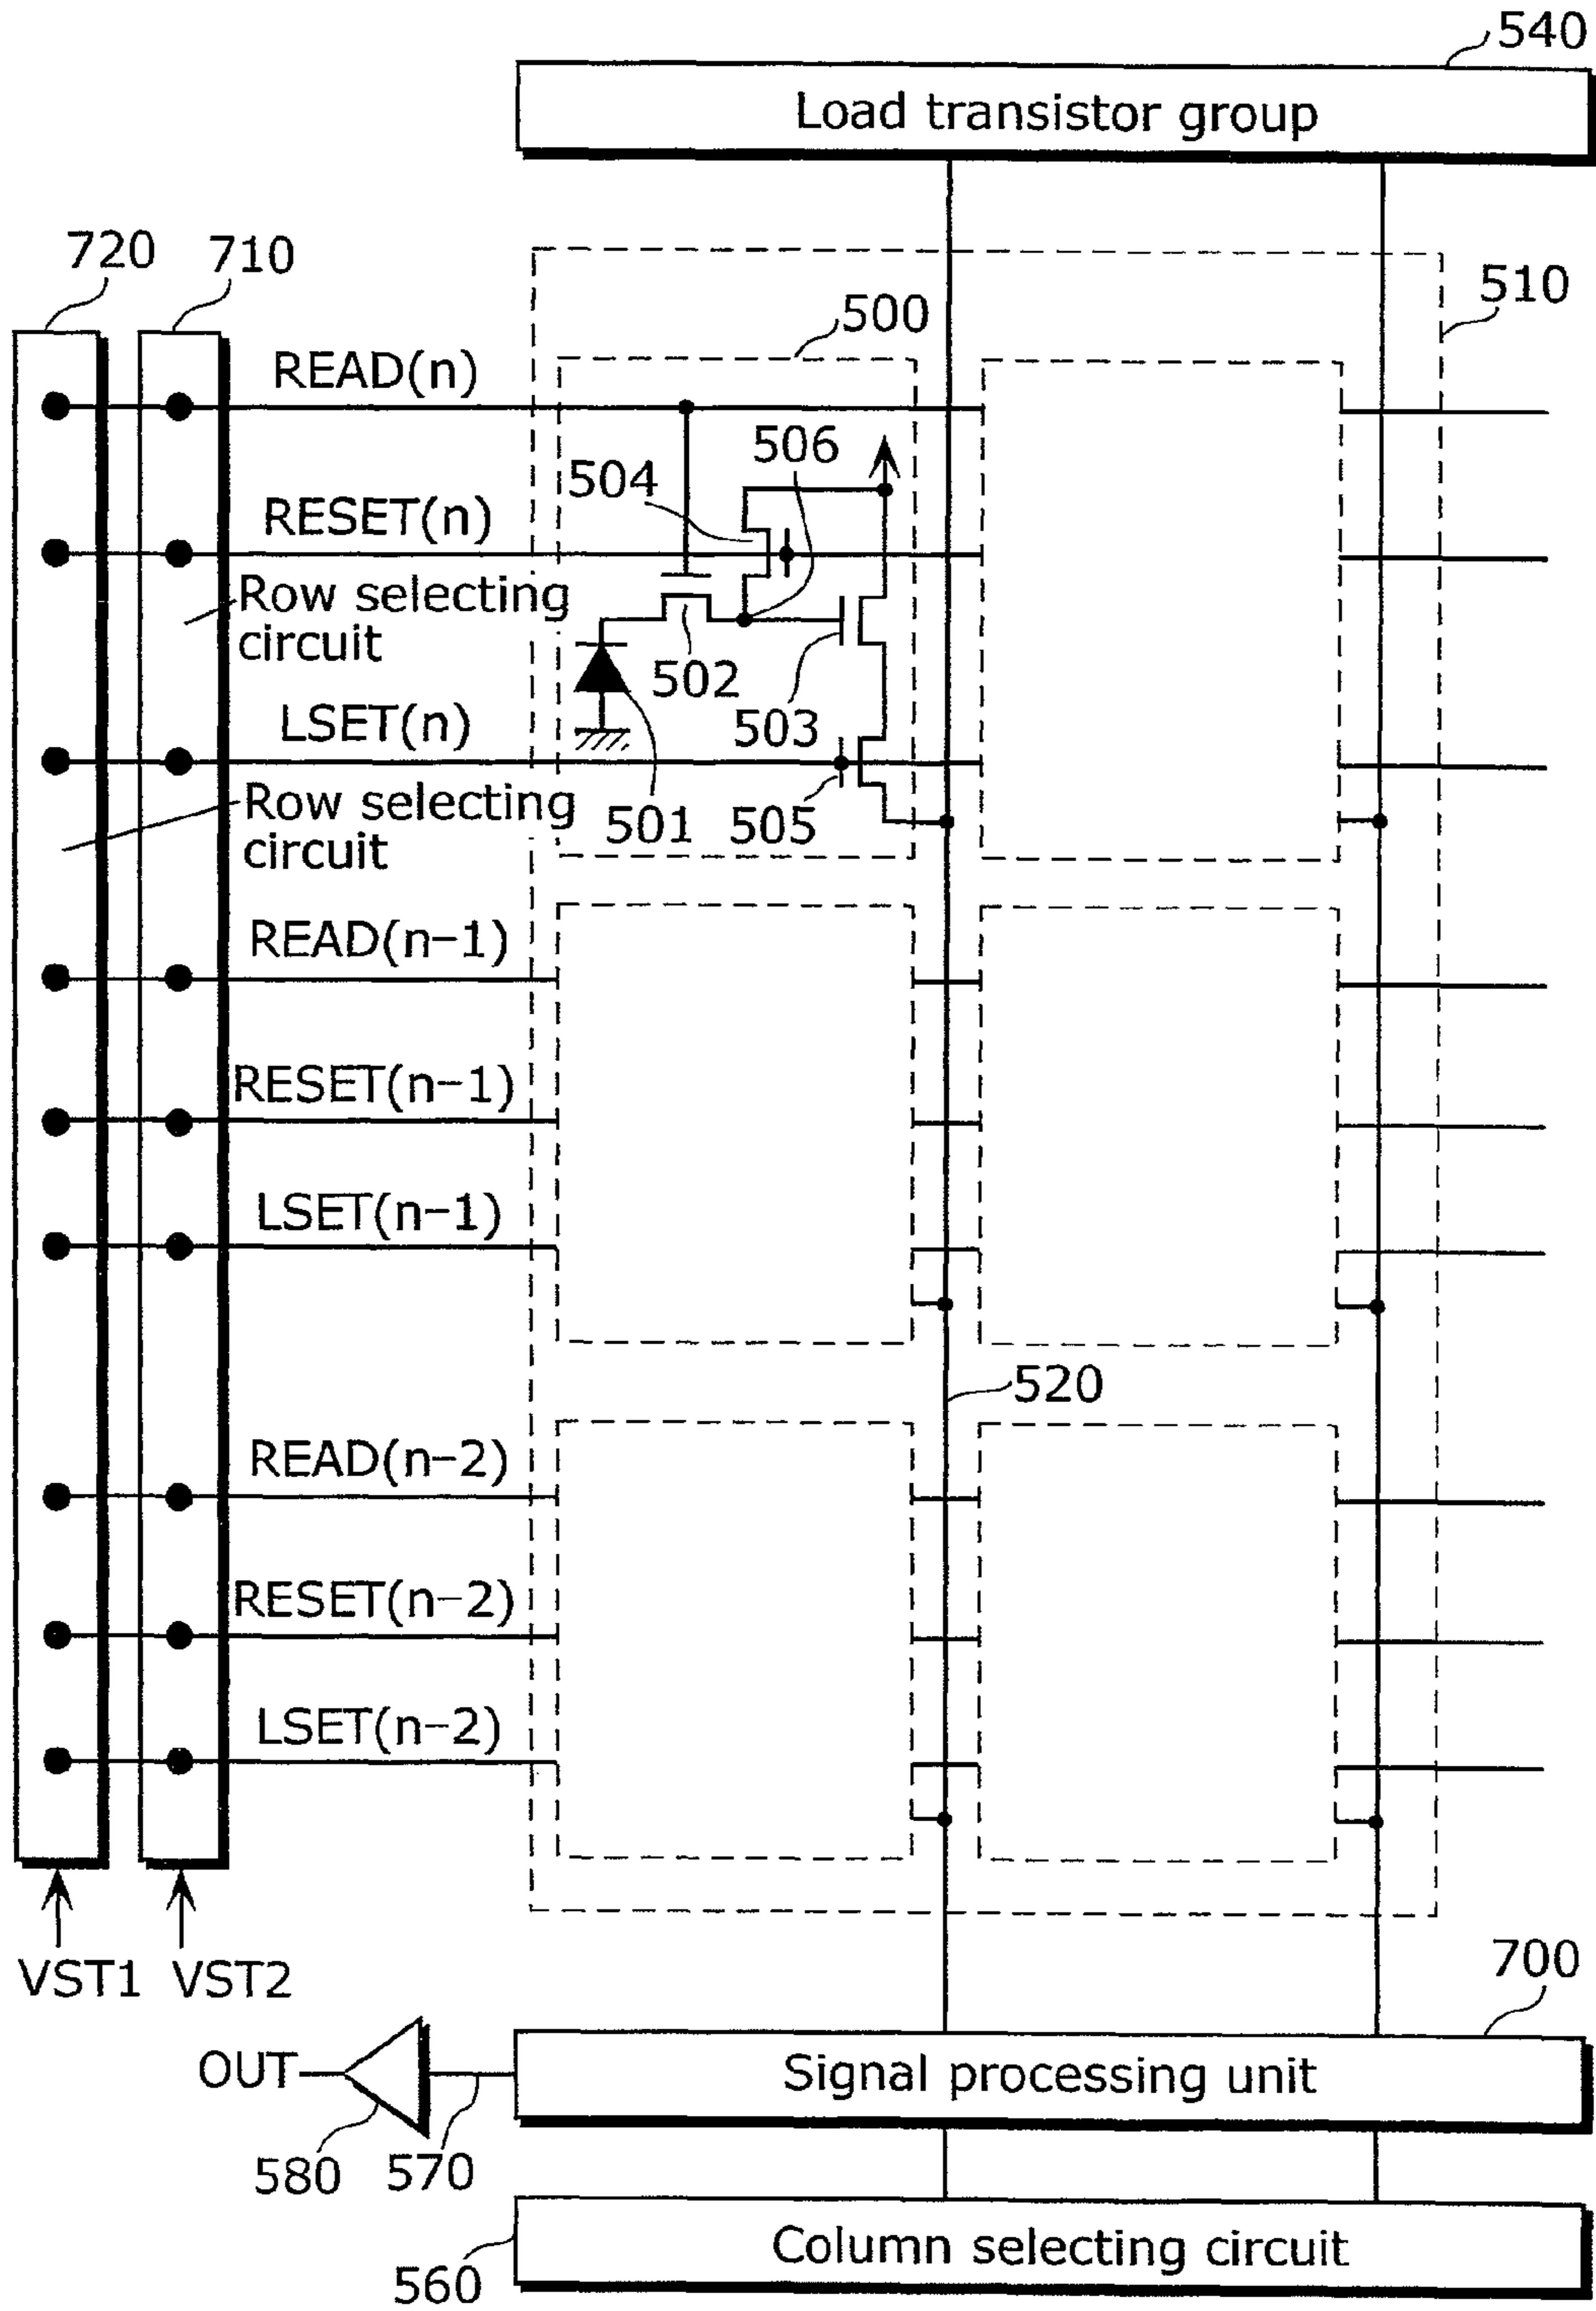 540
Load transistor group
720
710
510
500
READ(n)
506
504
RESET(n)
Row selecting
circuit
502
503
LSET(n)
Row selecting
circuit
501
505
READ(n-1)
RESET(n-1)
LSET(n-1)
520
READ(n-2)
RESET(n-2)
LSET(n-2)
VST1
VST2
700
OUT
Signal processing unit
580
570
Column selecting circuit
560